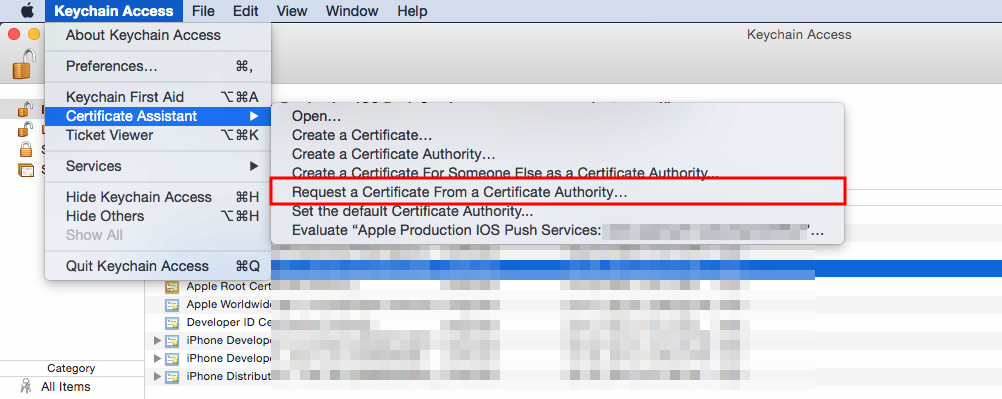 Keychain Access File Edit View Window Help
Keychain Access
About Keychain Access
Preferences… ⌘,
Keychain First Aid ⌥⌘A
Certificate Assistant ▶
Ticket Viewer ⌥⌘K
Services ▶
Hide Keychain Access ⌘H
Hide Others ⌥⌘H
Show All
Quit Keychain Access ⌘Q
Open…
Create a Certificate…
Create a Certificate Authority…
Create a Certificate For Someone Else as a Certificate Authority…
Request a Certificate From a Certificate Authority…
Set the default Certificate Authority...
Evaluate “Apple Production IOS Push Services: ”…
Apple Root Cert
Apple Worldwide
Developer ID Ce
iPhone Develop
iPhone Develope
iPhone Develope
iPhone Distribut
Category
All Items